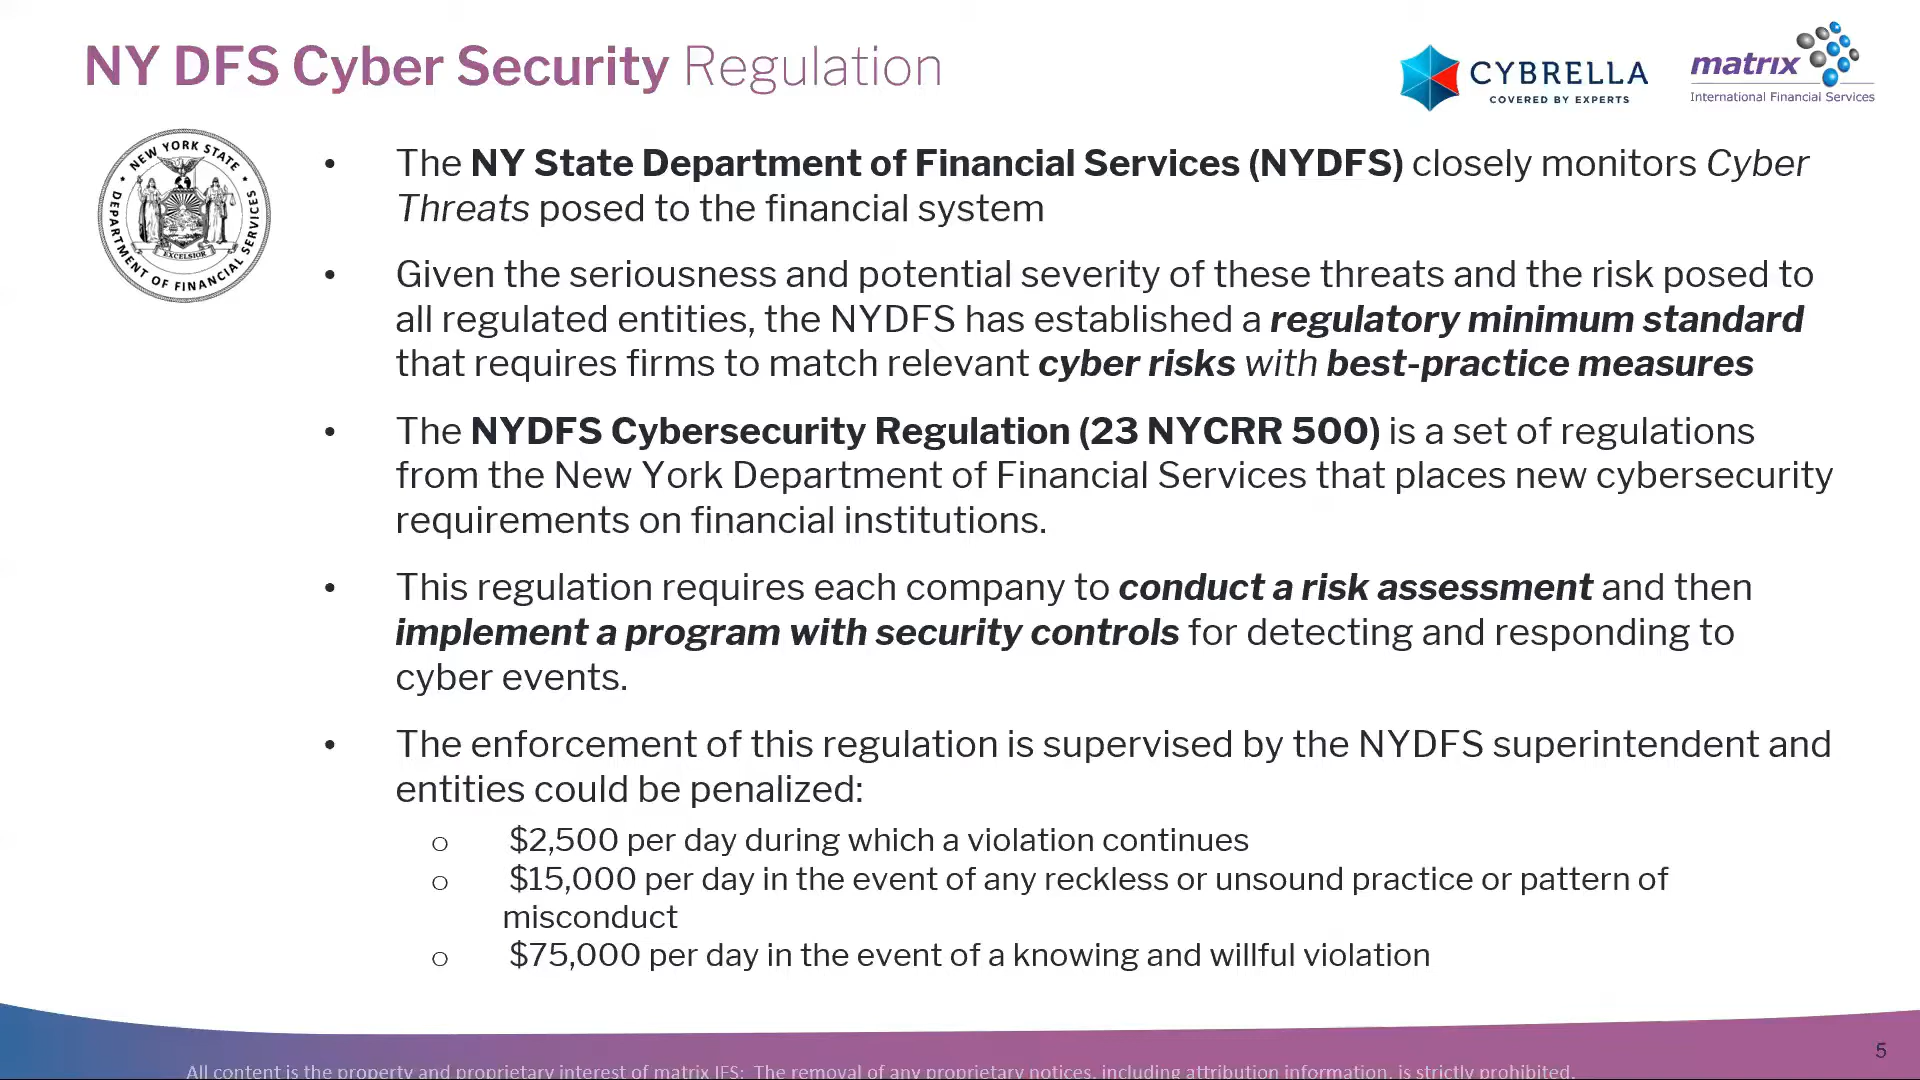 NY DFS Cyber Security Regulation
CYBRELLA
COVERED BY EXPERTS
matrix
International Financial Services
NEW YORK STATE
DEPARTMENT OF FINANCIAL SERVICES
EXCELSIOR
• The NY State Department of Financial Services (NYDFS) closely monitors Cyber
Threats posed to the financial system
• Given the seriousness and potential severity of these threats and the risk posed to
all regulated entities, the NYDFS has established a regulatory minimum standard
that requires firms to match relevant cyber risks with best-practice measures
• The NYDFS Cybersecurity Regulation (23 NYCRR 500) is a set of regulations
from the New York Department of Financial Services that places new cybersecurity
requirements on financial institutions.
• This regulation requires each company to conduct a risk assessment and then
implement a program with security controls for detecting and responding to
cyber events.
• The enforcement of this regulation is supervised by the NYDFS superintendent and
entities could be penalized:
o $2,500 per day during which a violation continues
o $15,000 per day in the event of any reckless or unsound practice or pattern of
misconduct
o $75,000 per day in the event of a knowing and willful violation
5
All content is the property and proprietary interest of matrix IFS; The removal of any proprietary notices, including attribution information, is strictly prohibited.